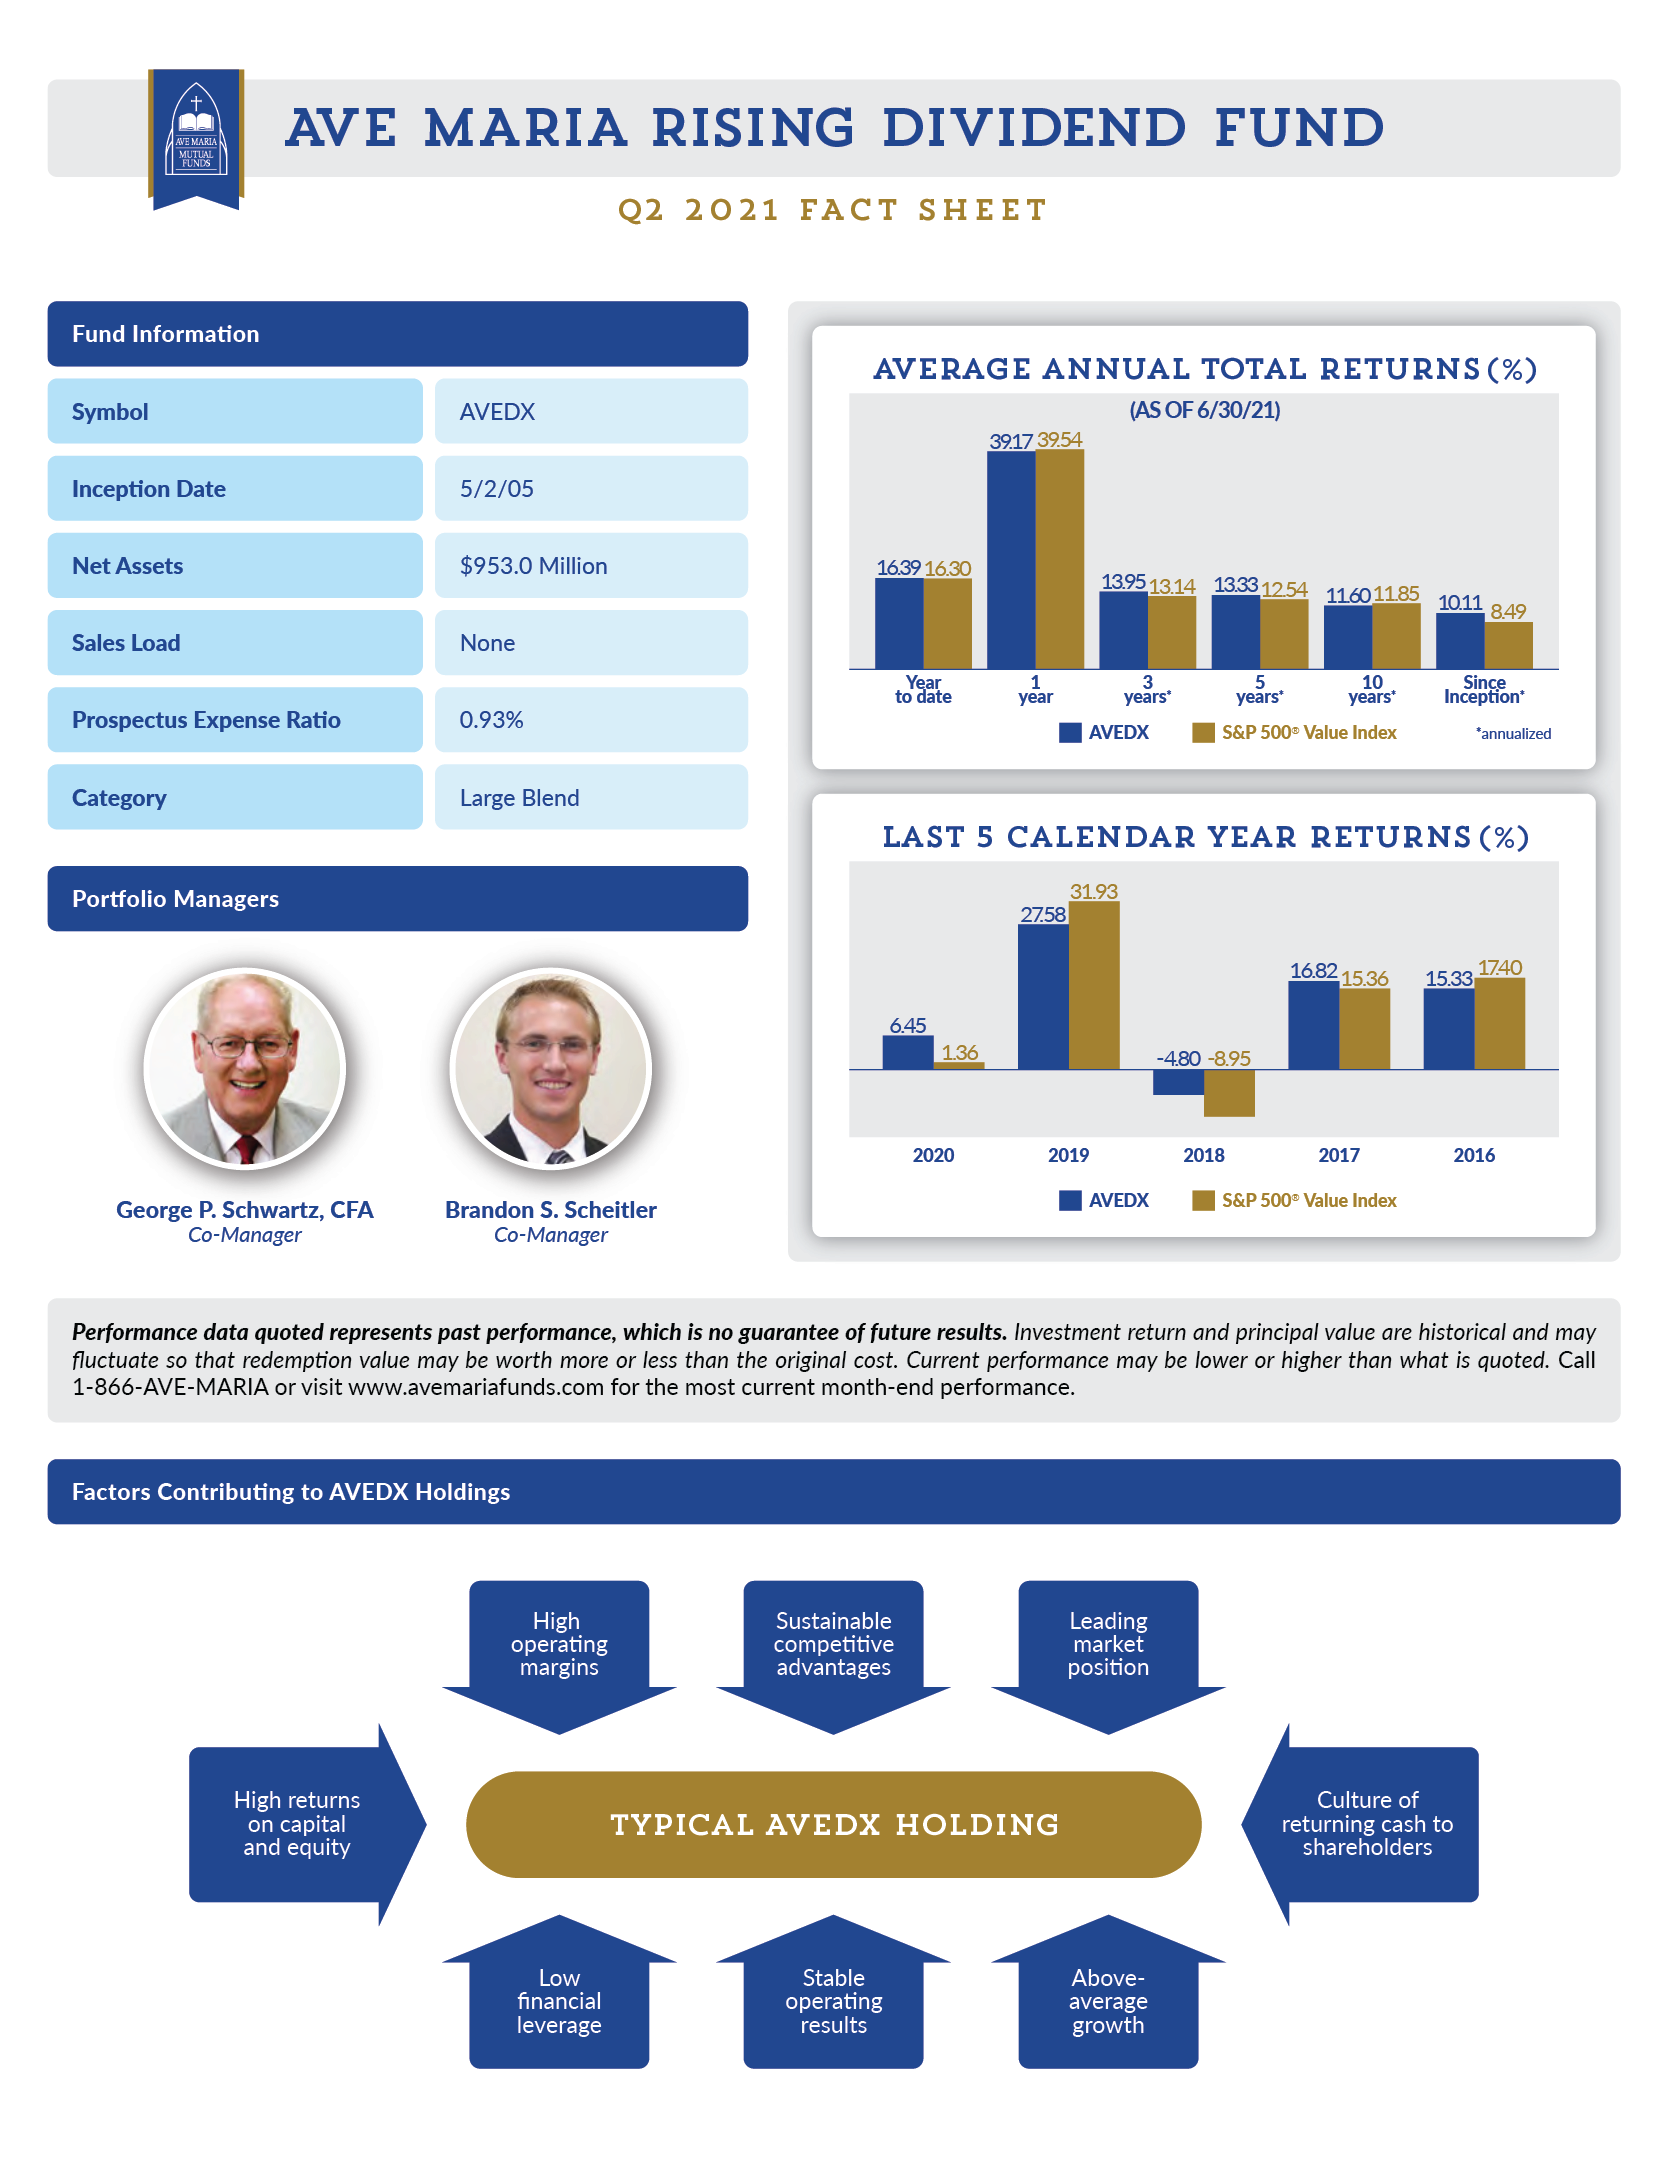 AVE MARIA
MUTUAL
FUNDS
AVE MARIA RISING DIVIDEND FUND
Q2 2021 FACT SHEET
Fund Information
Symbol AVEDX
Inception Date 5/2/05
Net Assets $953.0 Million
Sales Load None
Prospectus Expense Ratio 0.93%
Category Large Blend
Portfolio Managers
George P. Schwartz, CFA
Co-Manager
Brandon S. Scheitler
Co-Manager
AVERAGE ANNUAL TOTAL RETURNS (%)
(AS OF 6/30/21)
39.17 39.54
16.39 16.30
13.95 13.14
13.33 12.54
11.60 11.85
10.11 8.49
Year
to date
1
year
3
years*
5
years*
10
years*
Since
Inception*
AVEDX S&P 500® Value Index *annualized
LAST 5 CALENDAR YEAR RETURNS (%)
6.45 1.36
27.58 31.93
-4.80 -8.95
16.82 15.36
15.33 17.40
2020 2019 2018 2017 2016
AVEDX S&P 500® Value Index
Performance data quoted represents past performance, which is no guarantee of future results. Investment return and principal value are historical and may
fluctuate so that redemption value may be worth more or less than the original cost. Current performance may be lower or higher than what is quoted. Call
1-866-AVE-MARIA or visit www.avemariafunds.com for the most current month-end performance.
Factors Contributing to AVEDX Holdings
High
operating
margins
Sustainable
competitive
advantages
Leading
market
position
High returns
on capital
and equity
TYPICAL AVEDX HOLDING
Culture of
returning cash to
shareholders
Low
financial
leverage
Stable
operating
results
Above-
average
growth